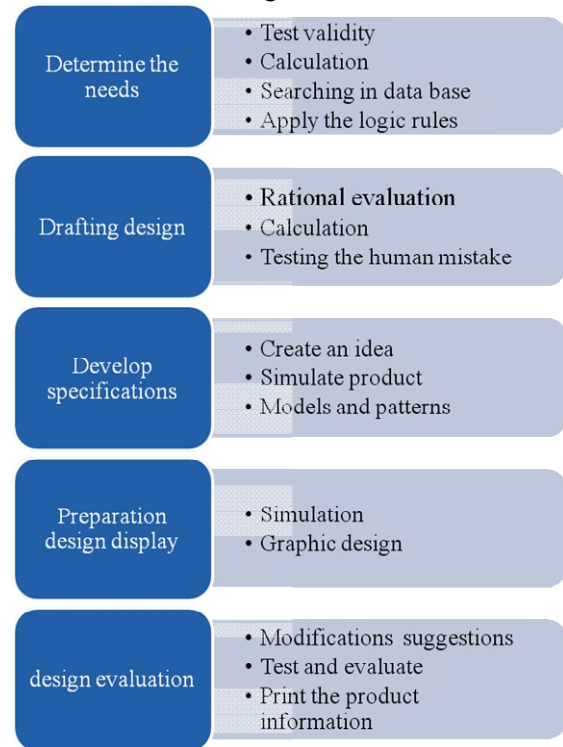 Determine the
needs
• Test validity
• Calculation
• Searching in data base
• Apply the logic rules
Drafting design
• Rational evaluation
• Calculation
• Testing the human mistake
Develop
specifications
• Create an idea
• Simulate product
• Models and patterns
Preparation
design display
• Simulation
• Graphic design
design evaluation
• Modifications suggestions
• Test and evaluate
• Print the product
information